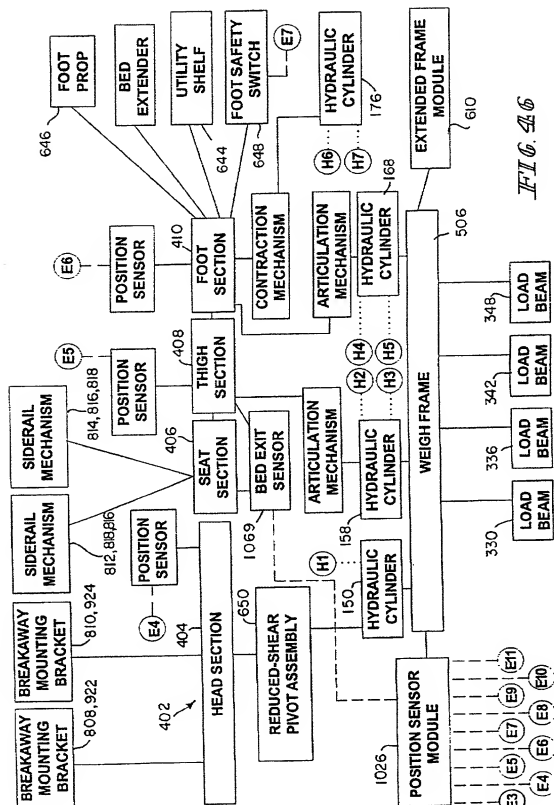 FOOT
PROP
646
BED
EXTENDER
UTILITY
SHELF
644
FOOT SAFETY
SWITCH
648
E7
HYDRAULIC
CYLINDER
176
H6
H7
EXTENDED FRAME
MODULE
610
E6
POSITION
SENSOR
410
FOOT
SECTION
CONTRACTION
MECHANISM
ARTICULATION
MECHANISM
HYDRAULIC
CYLINDER
168
E5
POSITION
SENSOR
408
THIGH
SECTION
H4
H5
H2
H3
SIDERAIL
MECHANISM
814, 816, 818
406
SEAT
SECTION
BED EXIT
SENSOR
1069
ARTICULATION
MECHANISM
HYDRAULIC
CYLINDER
158
SIDERAIL
MECHANISM
812, 818, 816
POSITION
SENSOR
E4
BREAKAWAY
MOUNTING
BRACKET
810, 924
BREAKAWAY
MOUNTING
BRACKET
808, 922
404
HEAD SECTION
402
650
REDUCED-SHEAR
PIVOT ASSEMBLY
H1
HYDRAULIC
CYLINDER
150
WEIGH FRAME
506
LOAD
BEAM
348
LOAD
BEAM
342
LOAD
BEAM
336
LOAD
BEAM
330
POSITION SENSOR
MODULE
1026
E11
E10
E9
E8
E7
E6
E5
E4
E3
FIG. 46